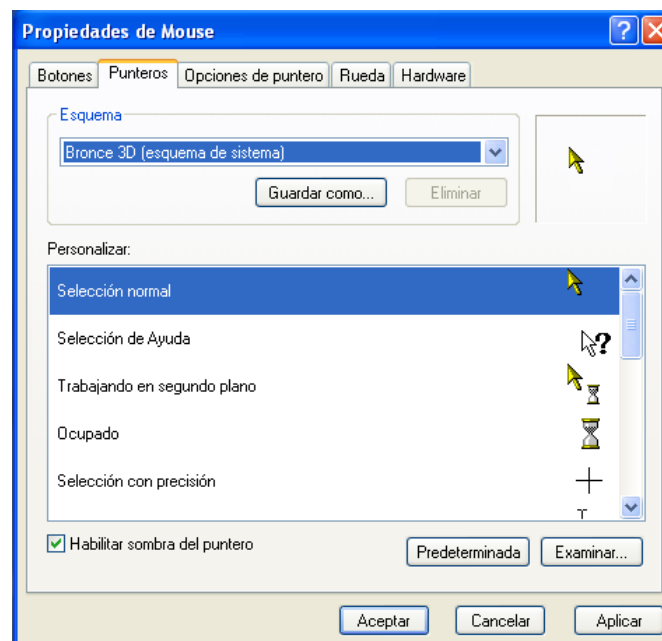 Propiedades de Mouse
Botones Punteros Opciones de puntero Rueda Hardware
Esquema
Bronce 3D (esquema de sistema)
Guardar como... Eliminar
Personalizar:
Selección normal
Selección de Ayuda
Trabajando en segundo plano
Ocupado
Selección con precisión
Habilitar sombra del puntero
Predeterminada Examinar...
Aceptar Cancelar Aplicar